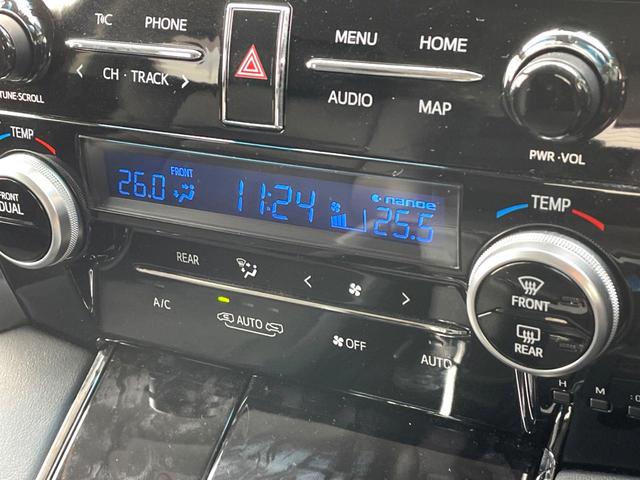 T·C PHONE
CH · TRACK
TUNE·SCROLL
MENU HOME
AUDIO MAP
PWR·VOL
TEMP
FRONT
DUAL
26.0 FRONT 11:24 nanoe 25.5
TEMP
FRONT
REAR
REAR
A/C AUTO OFF AUTO
H M :0